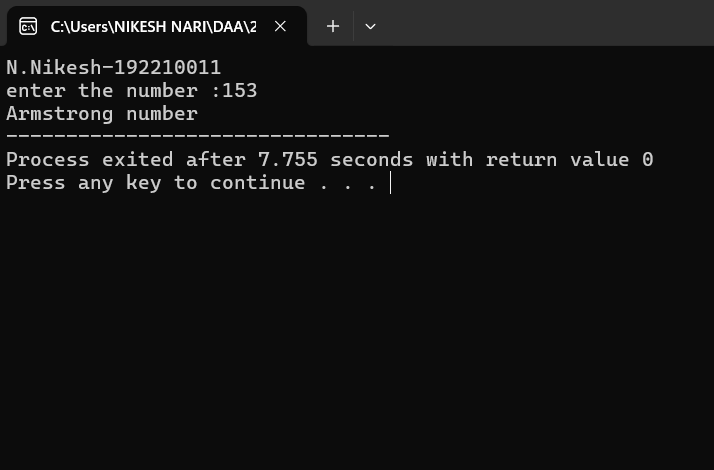 C:\Users\NIKESH NARI\DAA\2
N.Nikesh-192210011
enter the number :153
Armstrong number
--------------------------------
Process exited after 7.755 seconds with return value 0
Press any key to continue . . .